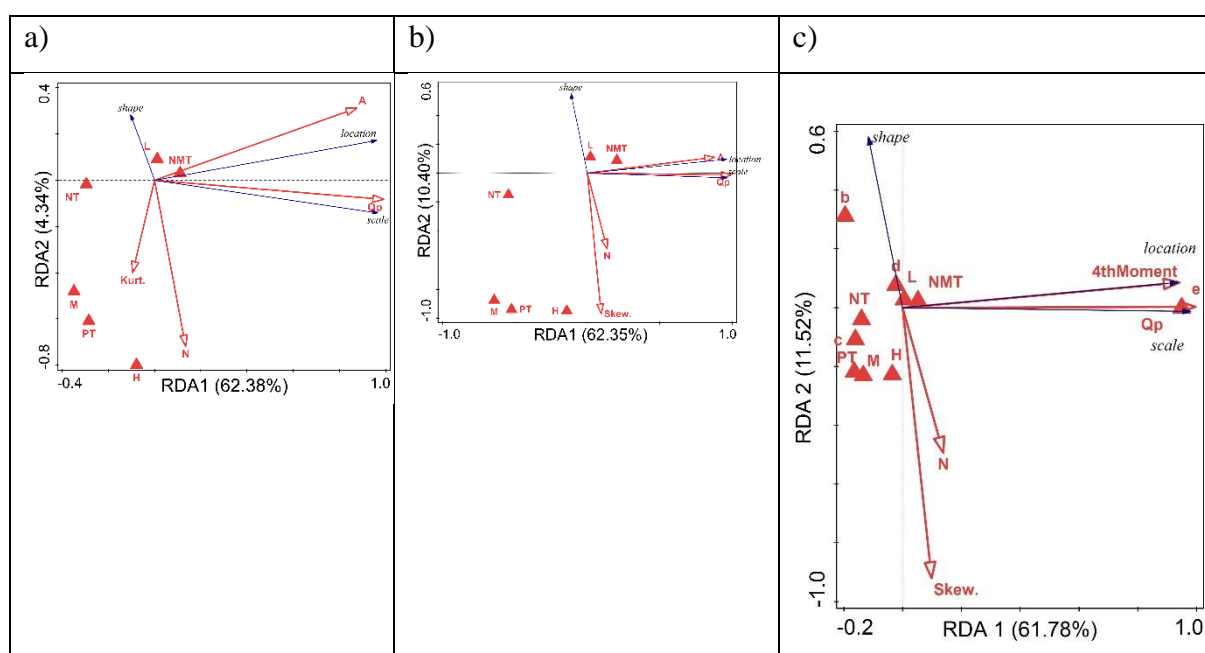 a)
0.4
shape
A
location
L
NMT
NT
Qp
scale
Kurt.
M
PT
N
H
-0.8
-0.4
1.0
RDA1 (62.38%)
RDA2 (4.34%)
b)
0.6
shape
L
NMT
A
location
scale
Qp
NT
N
M
PT
H
Skew.
-1.0
-1.0
1.0
RDA1 (62.35%)
RDA2 (10.40%)
c)
0.6
shape
b
location
d
L
NMT
4thMoment
e
NT
Qp
c
scale
PT
M
H
N
Skew.
-1.0
-0.2
1.0
RDA 1 (61.78%)
RDA 2 (11.52%)